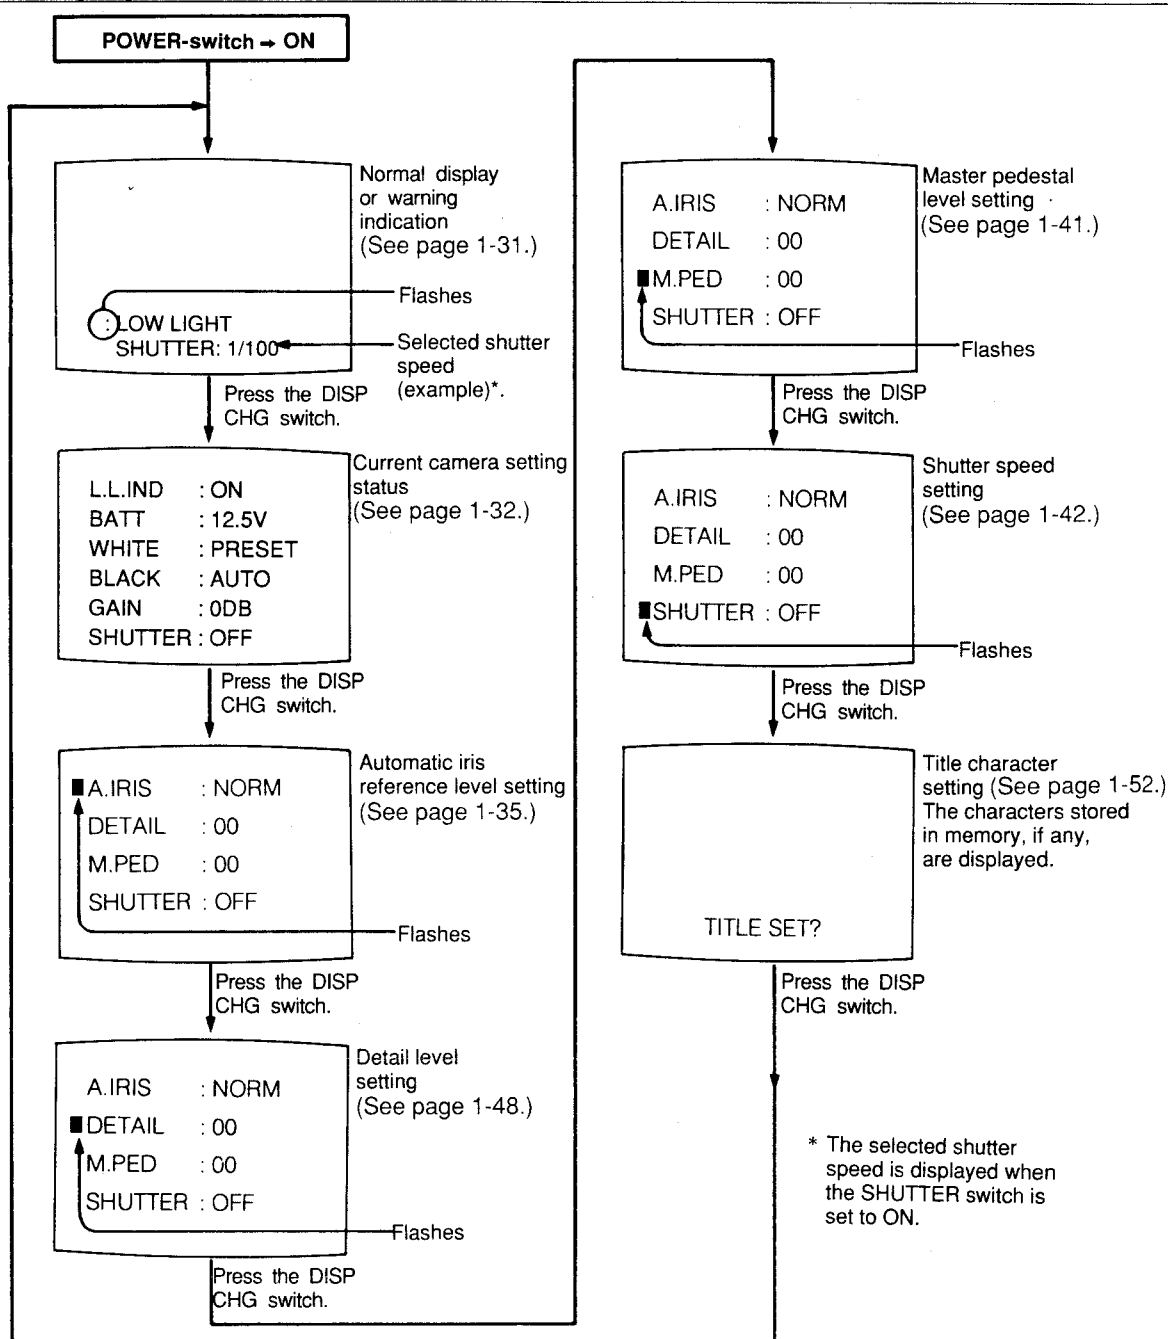 POWER-switch → ON
Normal display
or warning
indication
(See page 1-31.)
Flashes
: LOW LIGHT
SHUTTER: 1/100
Selected shutter
speed
(example)*.
Press the DISP
CHG switch.
L.L.IND : ON
BATT : 12.5V
WHITE : PRESET
BLACK : AUTO
GAIN : 0DB
SHUTTER : OFF
Current camera setting
status
(See page 1-32.)
Press the DISP
CHG switch.
A.IRIS : NORM
DETAIL : 00
M.PED : 00
SHUTTER : OFF
Automatic iris
reference level setting
(See page 1-35.)
Flashes
Press the DISP
CHG switch.
A.IRIS : NORM
DETAIL : 00
M.PED : 00
SHUTTER : OFF
Detail level
setting
(See page 1-48.)
Flashes
Press the DISP
CHG switch.
A.IRIS : NORM
DETAIL : 00
M.PED : 00
SHUTTER : OFF
Master pedestal
level setting
(See page 1-41.)
Flashes
Press the DISP
CHG switch.
A.IRIS : NORM
DETAIL : 00
M.PED : 00
SHUTTER : OFF
Shutter speed
setting
(See page 1-42.)
Flashes
Press the DISP
CHG switch.
TITLE SET?
Title character
setting (See page 1-52.)
The characters stored
in memory, if any,
are displayed.
Press the DISP
CHG switch.
* The selected shutter
speed is displayed when
the SHUTTER switch is
set to ON.